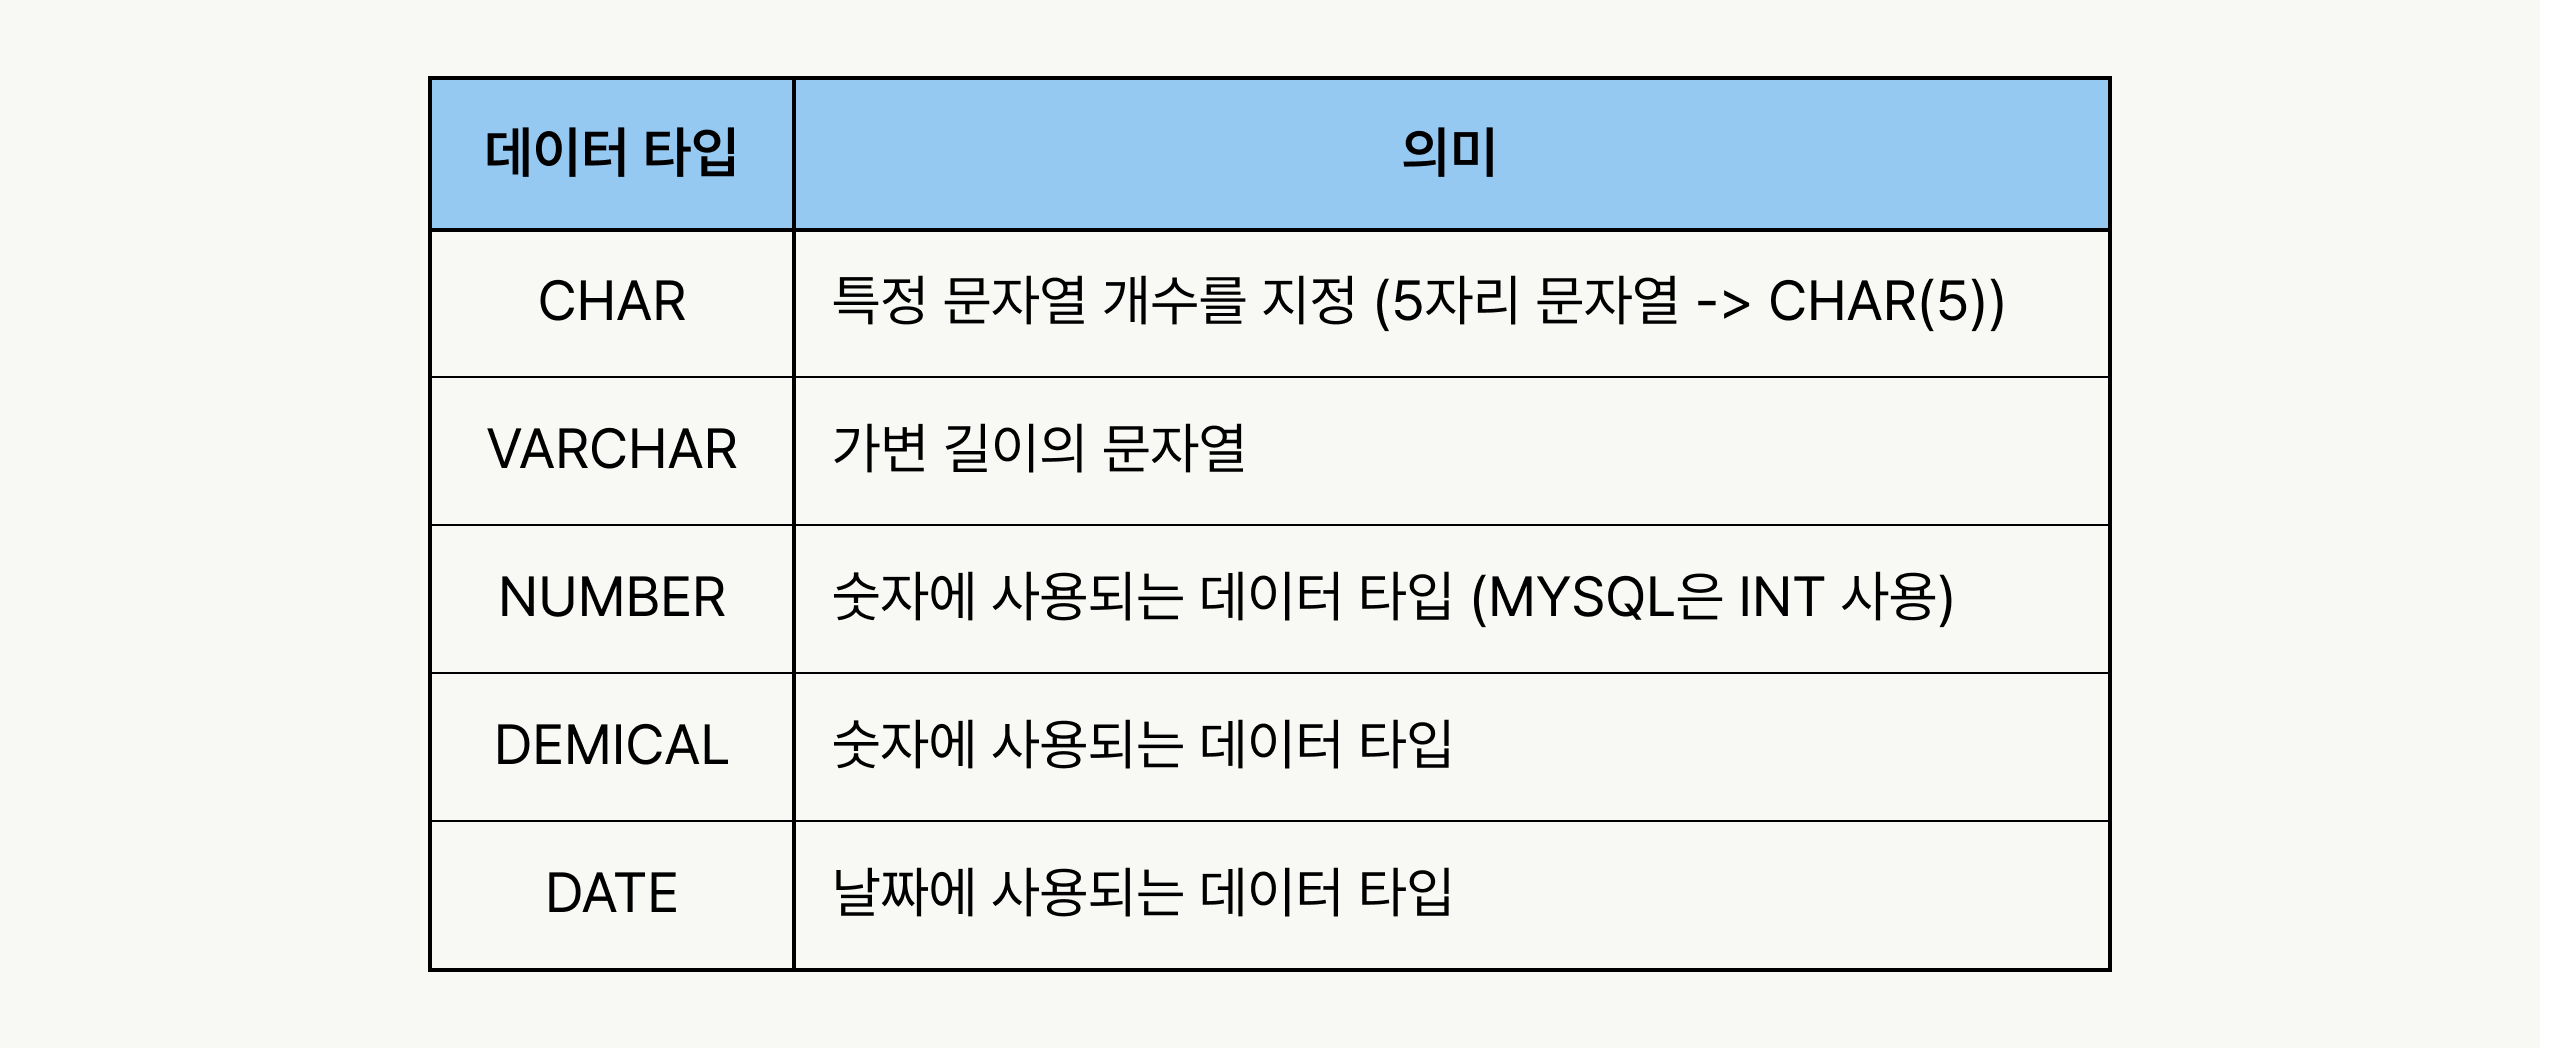 데이터 타입 의미
CHAR 특정 문자열 개수를 지정 (5자리 문자열 -> CHAR(5))
VARCHAR 가변 길이의 문자열
NUMBER 숫자에 사용되는 데이터 타입 (MYSQL은 INT 사용)
DEMICAL 숫자에 사용되는 데이터 타입
DATE 날짜에 사용되는 데이터 타입